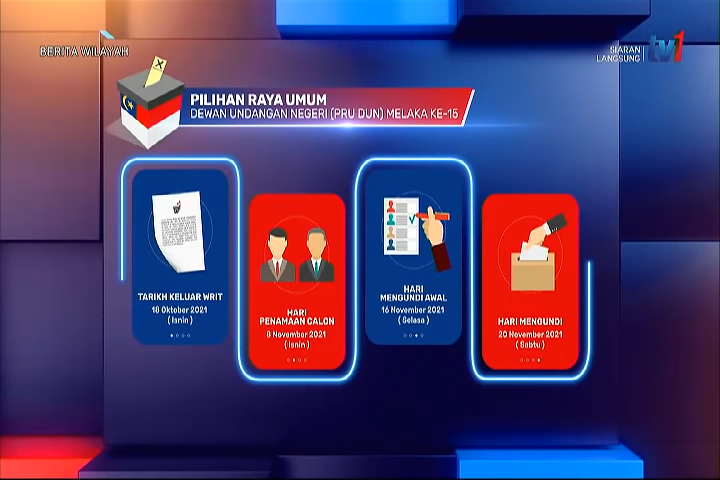 BERITA WILAYAH
SIARAN
LANGSUNG
tv1
PILIHAN RAYA UMUM
DEWAN UNDANGAN NEGERI (PRU DUN) MELAKA KE-15
TARIKH KELUAR WRIT
18 Oktober 2021
(Isnin)
HARI
PENAMAAN CALON
8 November 2021
(Isnin)
HARI
MENGUNDI AWAL
16 November 2021
(Selasa)
HARI MENGUNDI
20 November 2021
(Sabtu)